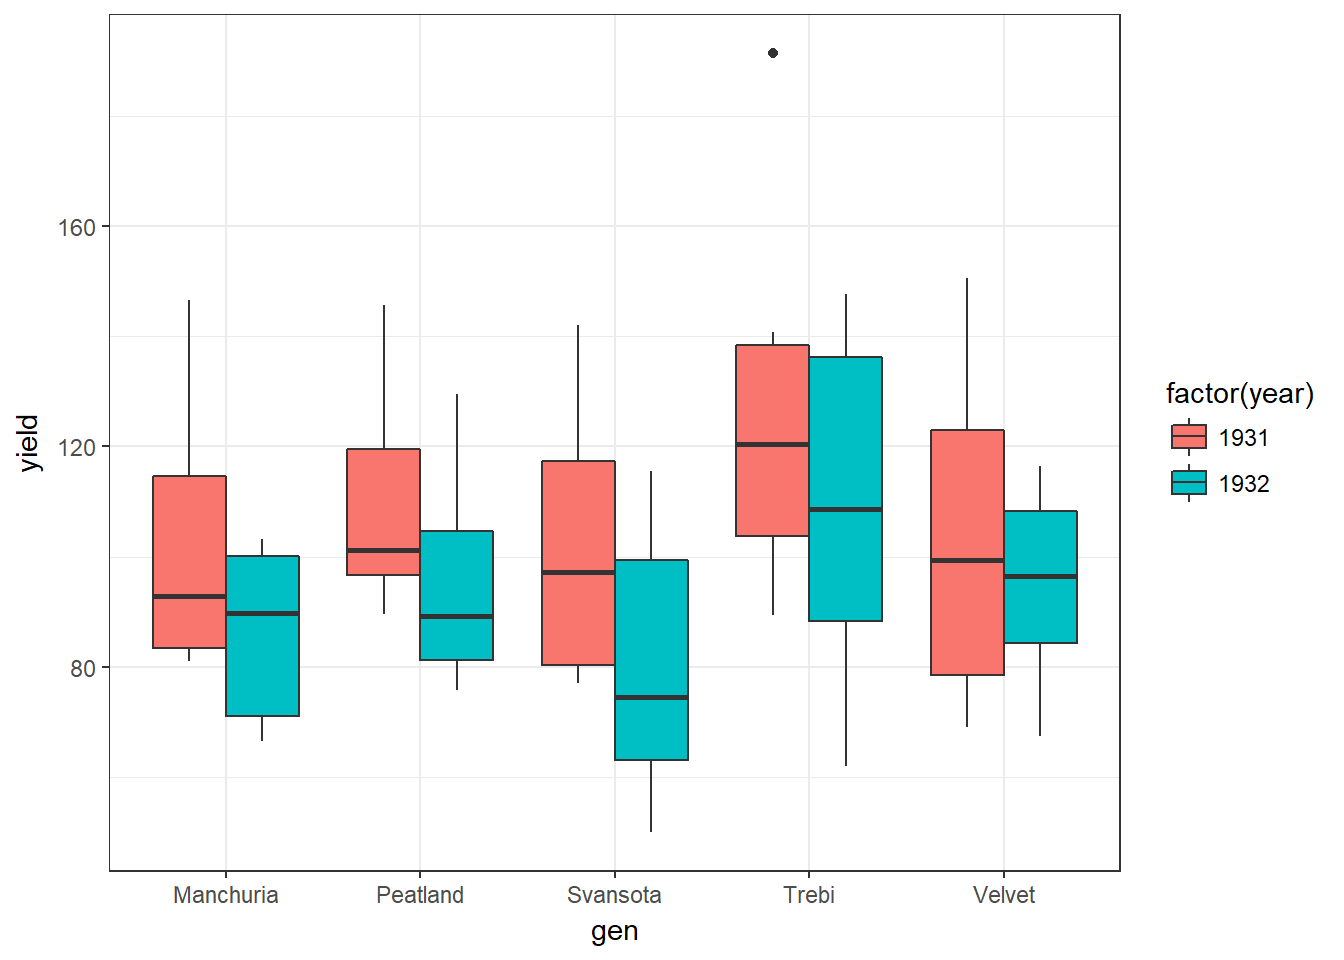 yield
160
120
80
Manchuria
Peatland
Svansota
Trebi
Velvet
gen
factor(year)
1931
1932